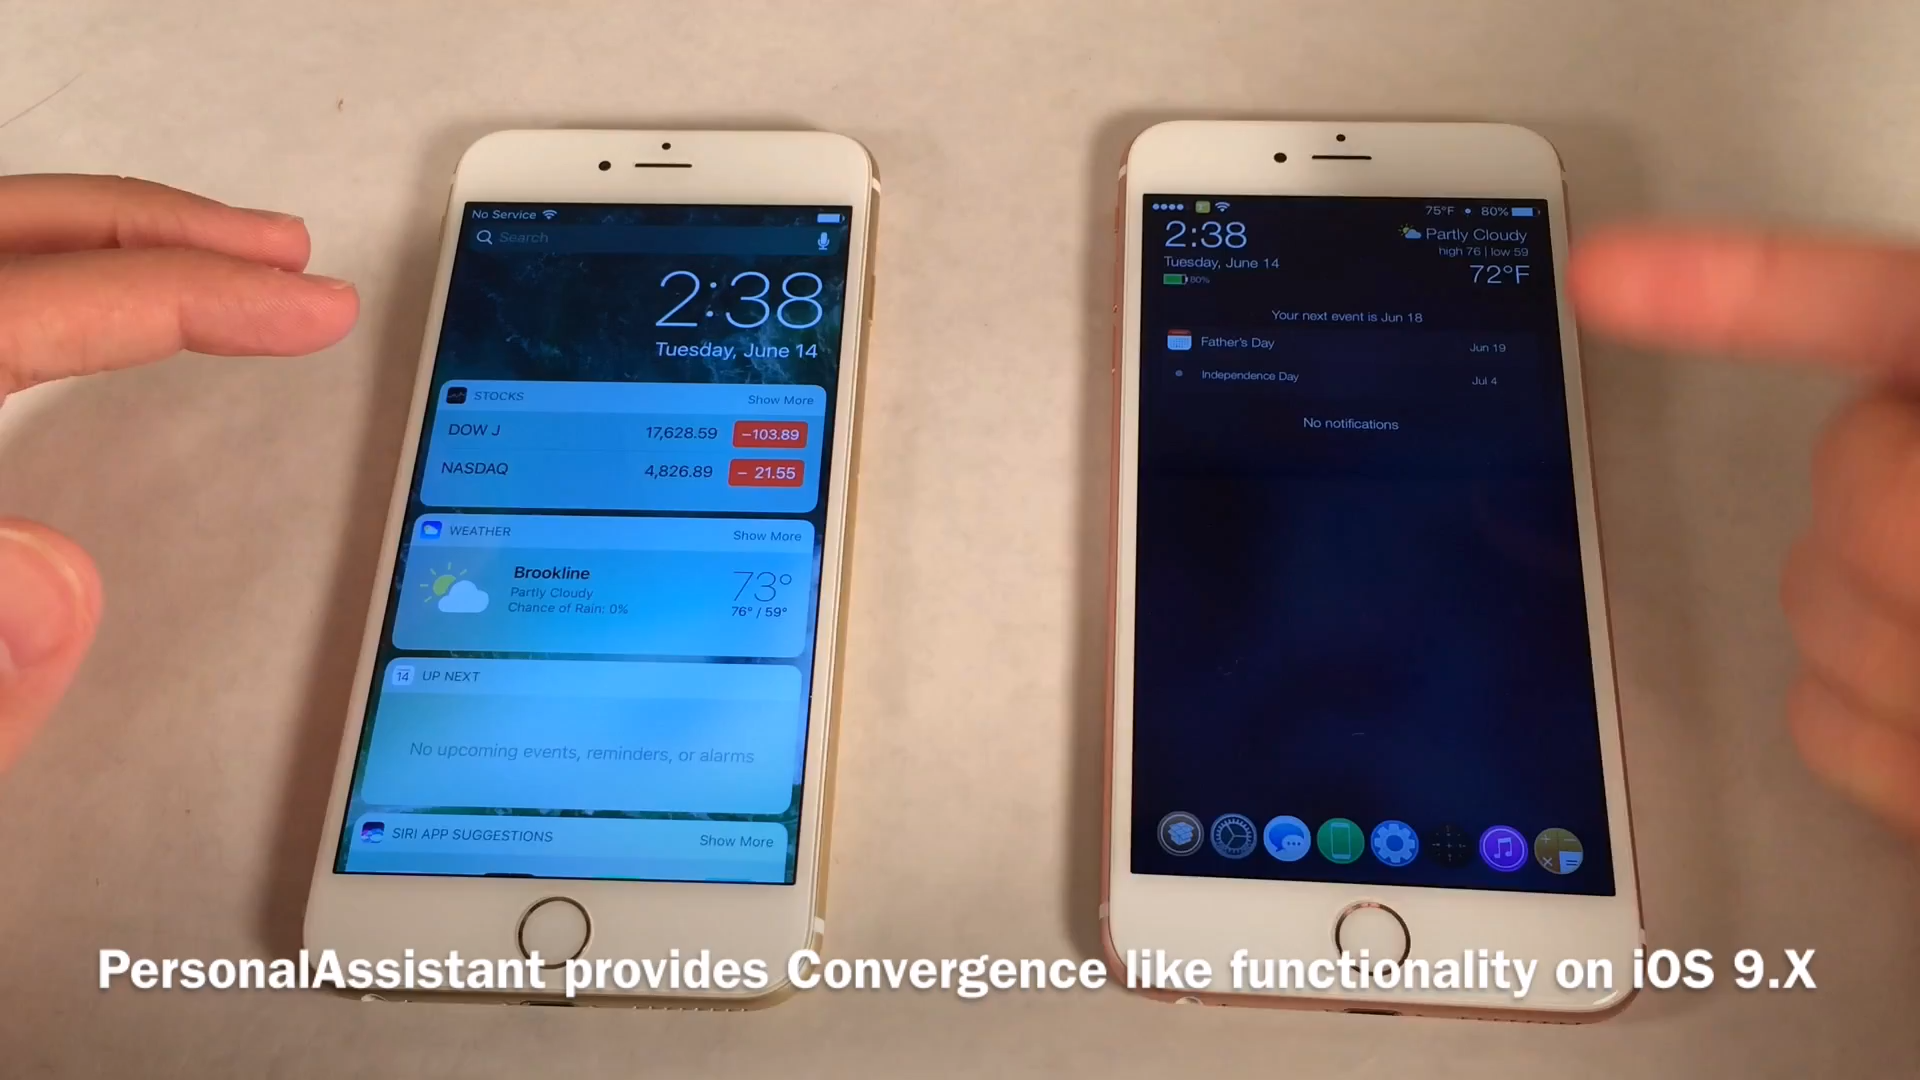 No Service
Search
2:38
Tuesday, June 14
STOCKS
Show More
DOW J
17,628.59
-103.89
NASDAQ
4,826.89
- 21.55
WEATHER
Show More
Brookline
Partly Cloudy
Chance of Rain: 0%
73°
76° / 59°
14
UP NEXT
No upcoming events, reminders, or alarms
SIRI APP SUGGESTIONS
Show More
75°F
80%
2:38
Tuesday, June 14
80%
Partly Cloudy
high 76 | low 59
72°F
Your next event is Jun 18
Father's Day
Jun 19
Independence Day
Jul 4
No notifications
PersonalAssistant provides Convergence like functionality on iOS 9.X